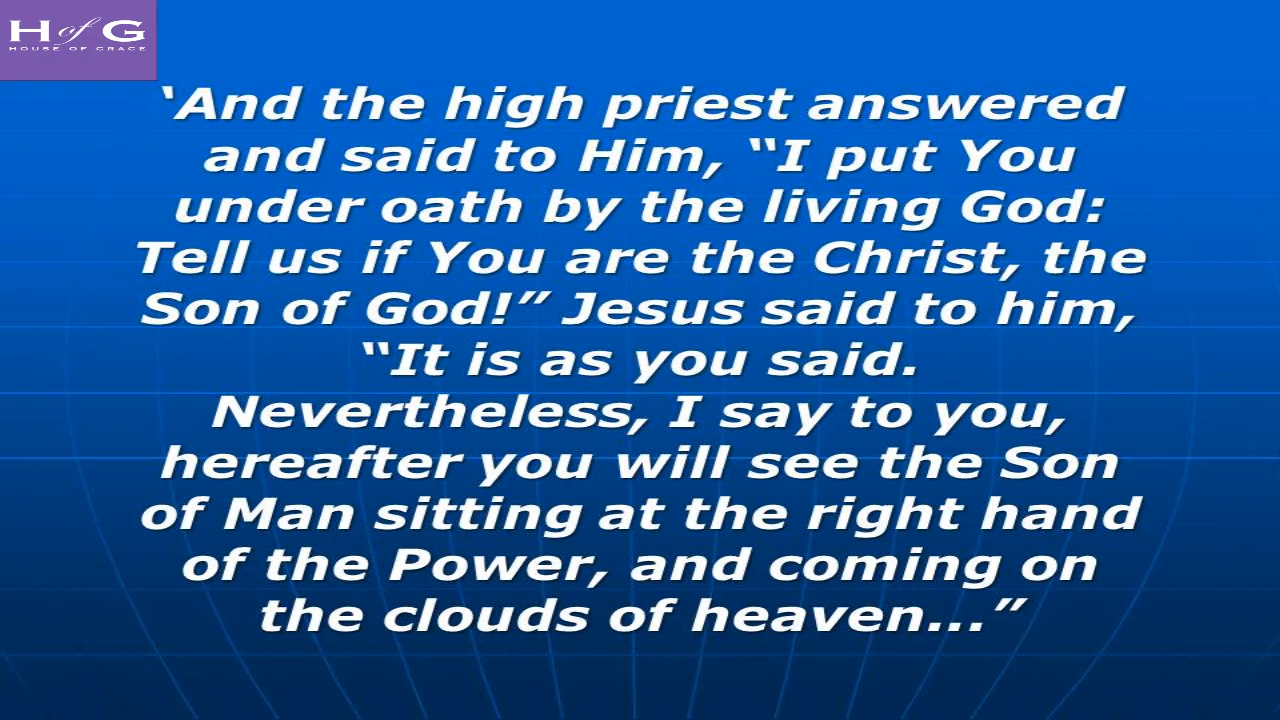 H of G
HOUSE OF GRACE
‘And the high priest answered
and said to Him, “I put You
under oath by the living God:
Tell us if You are the Christ, the
Son of God!” Jesus said to him,
“It is as you said.
Nevertheless, I say to you,
hereafter you will see the Son
of Man sitting at the right hand
of the Power, and coming on
the clouds of heaven...”